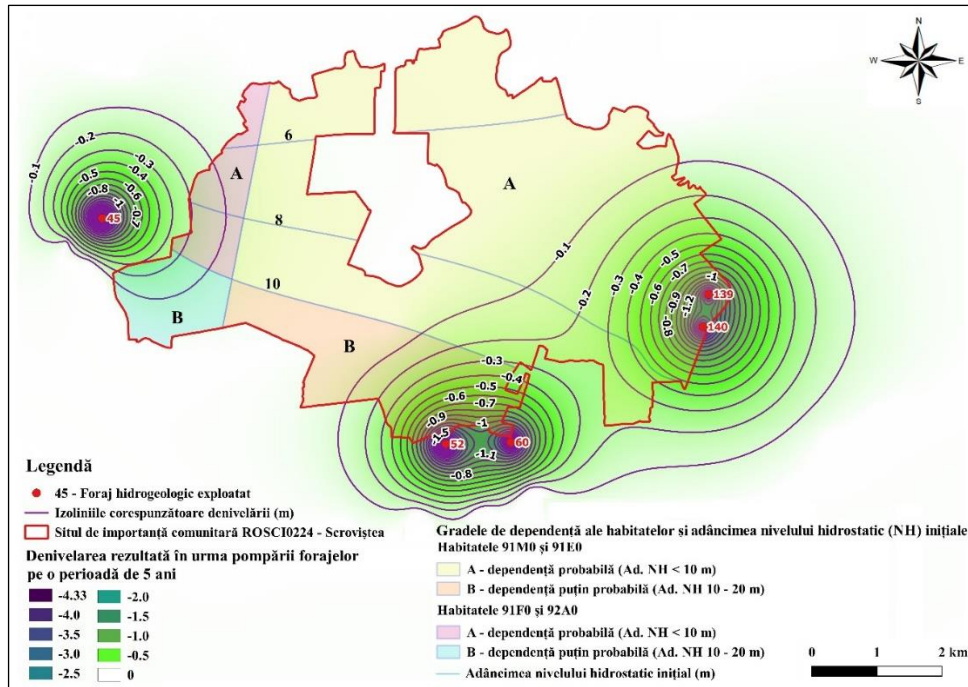 N
W E
S
-0.1
-0.2
-0.3
-0.5
-0.4
-0.8
-0.6
-1
-0.7
45
6
A
8
10
B
A
B
-0.1
-0.2
-0.3
-0.4
-0.5
-0.6
-0.7
-0.9
-0.8
-1
-1.2
139
140
-0.3
-0.4
-0.5
-0.6
-0.7
-0.9
-1
-1.5
-1.1
-0.8
52
60
Legendă
45 - Foraj hidrogeologic exploatat
Izoliniile corespunzătoare denivelării (m)
Situl de importanță comunitară ROSCI0224 - Scroviștea
Denivelarea rezultată în urma pompării forajelor
pe o perioadă de 5 ani
-4.33 -2.0
-4.0 -1.5
-3.5 -1.0
-3.0 -0.5
-2.5 0
Gradele de dependență ale habitatelor și adâncimea nivelului hidrostatic (NH) inițiale
Habitatele 91M0 și 91E0
A - dependență probabilă (Ad. NH < 10 m)
B - dependență puțin probabilă (Ad. NH 10 - 20 m)
Habitatele 91F0 și 92A0
A - dependență probabilă (Ad. NH < 10 m)
B - dependență puțin probabilă (Ad. NH 10 - 20 m)
Adâncimea nivelului hidrostatic inițial (m)
0 1 2 km